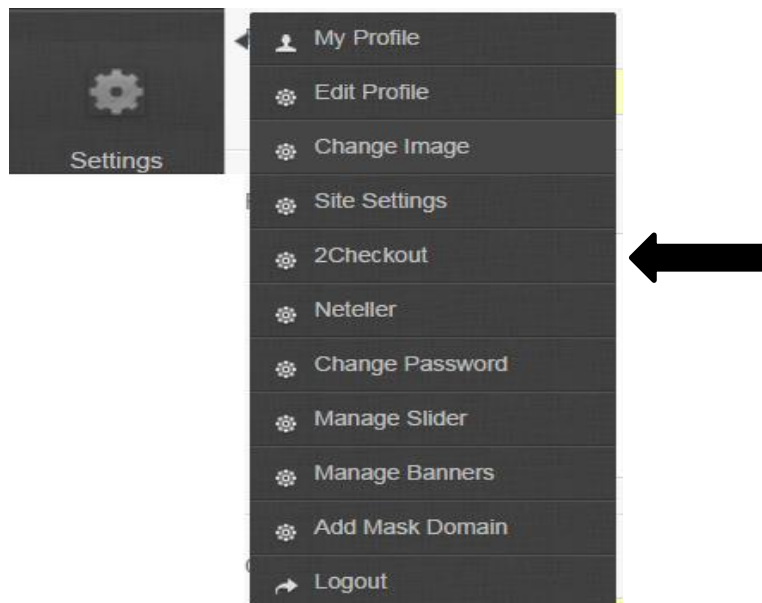 Settings
My Profile
Edit Profile
Change Image
Site Settings
2Checkout
Neteller
Change Password
Manage Slider
Manage Banners
Add Mask Domain
Logout